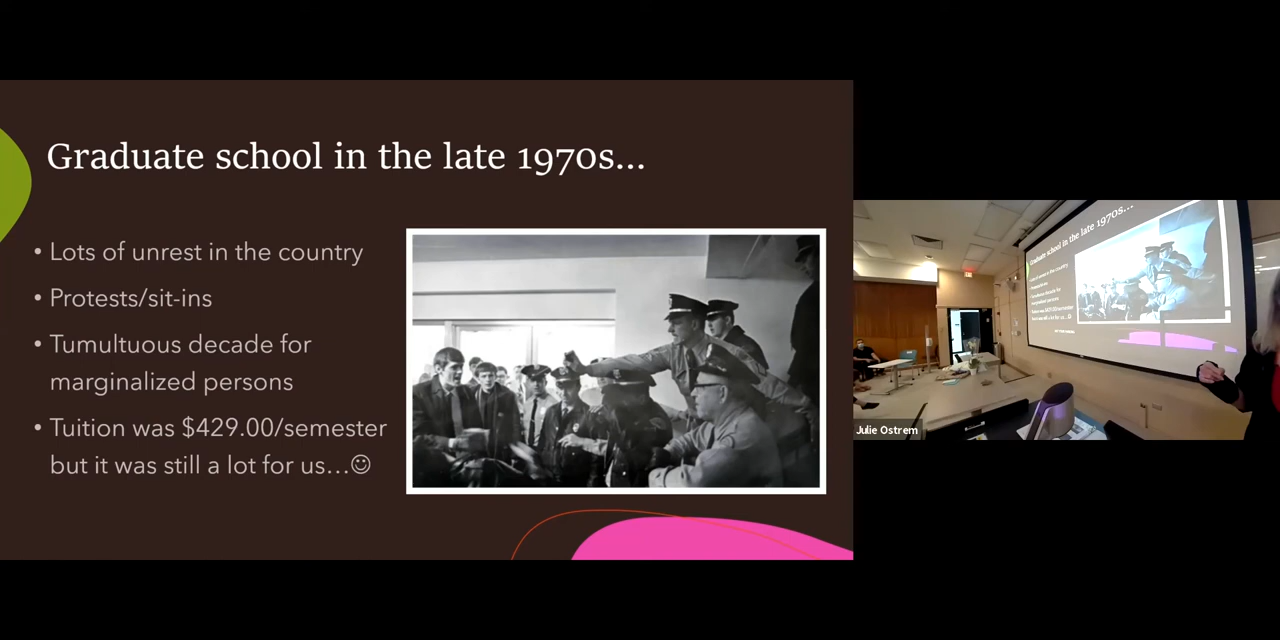 Graduate school in the late 1970s...
• Lots of unrest in the country
• Protests/sit-ins
• Tumultuous decade for
marginalized persons
• Tuition was $429.00/semester
but it was still a lot for us...☺
Graduate school in the late 1970s...
Julie Ostrem